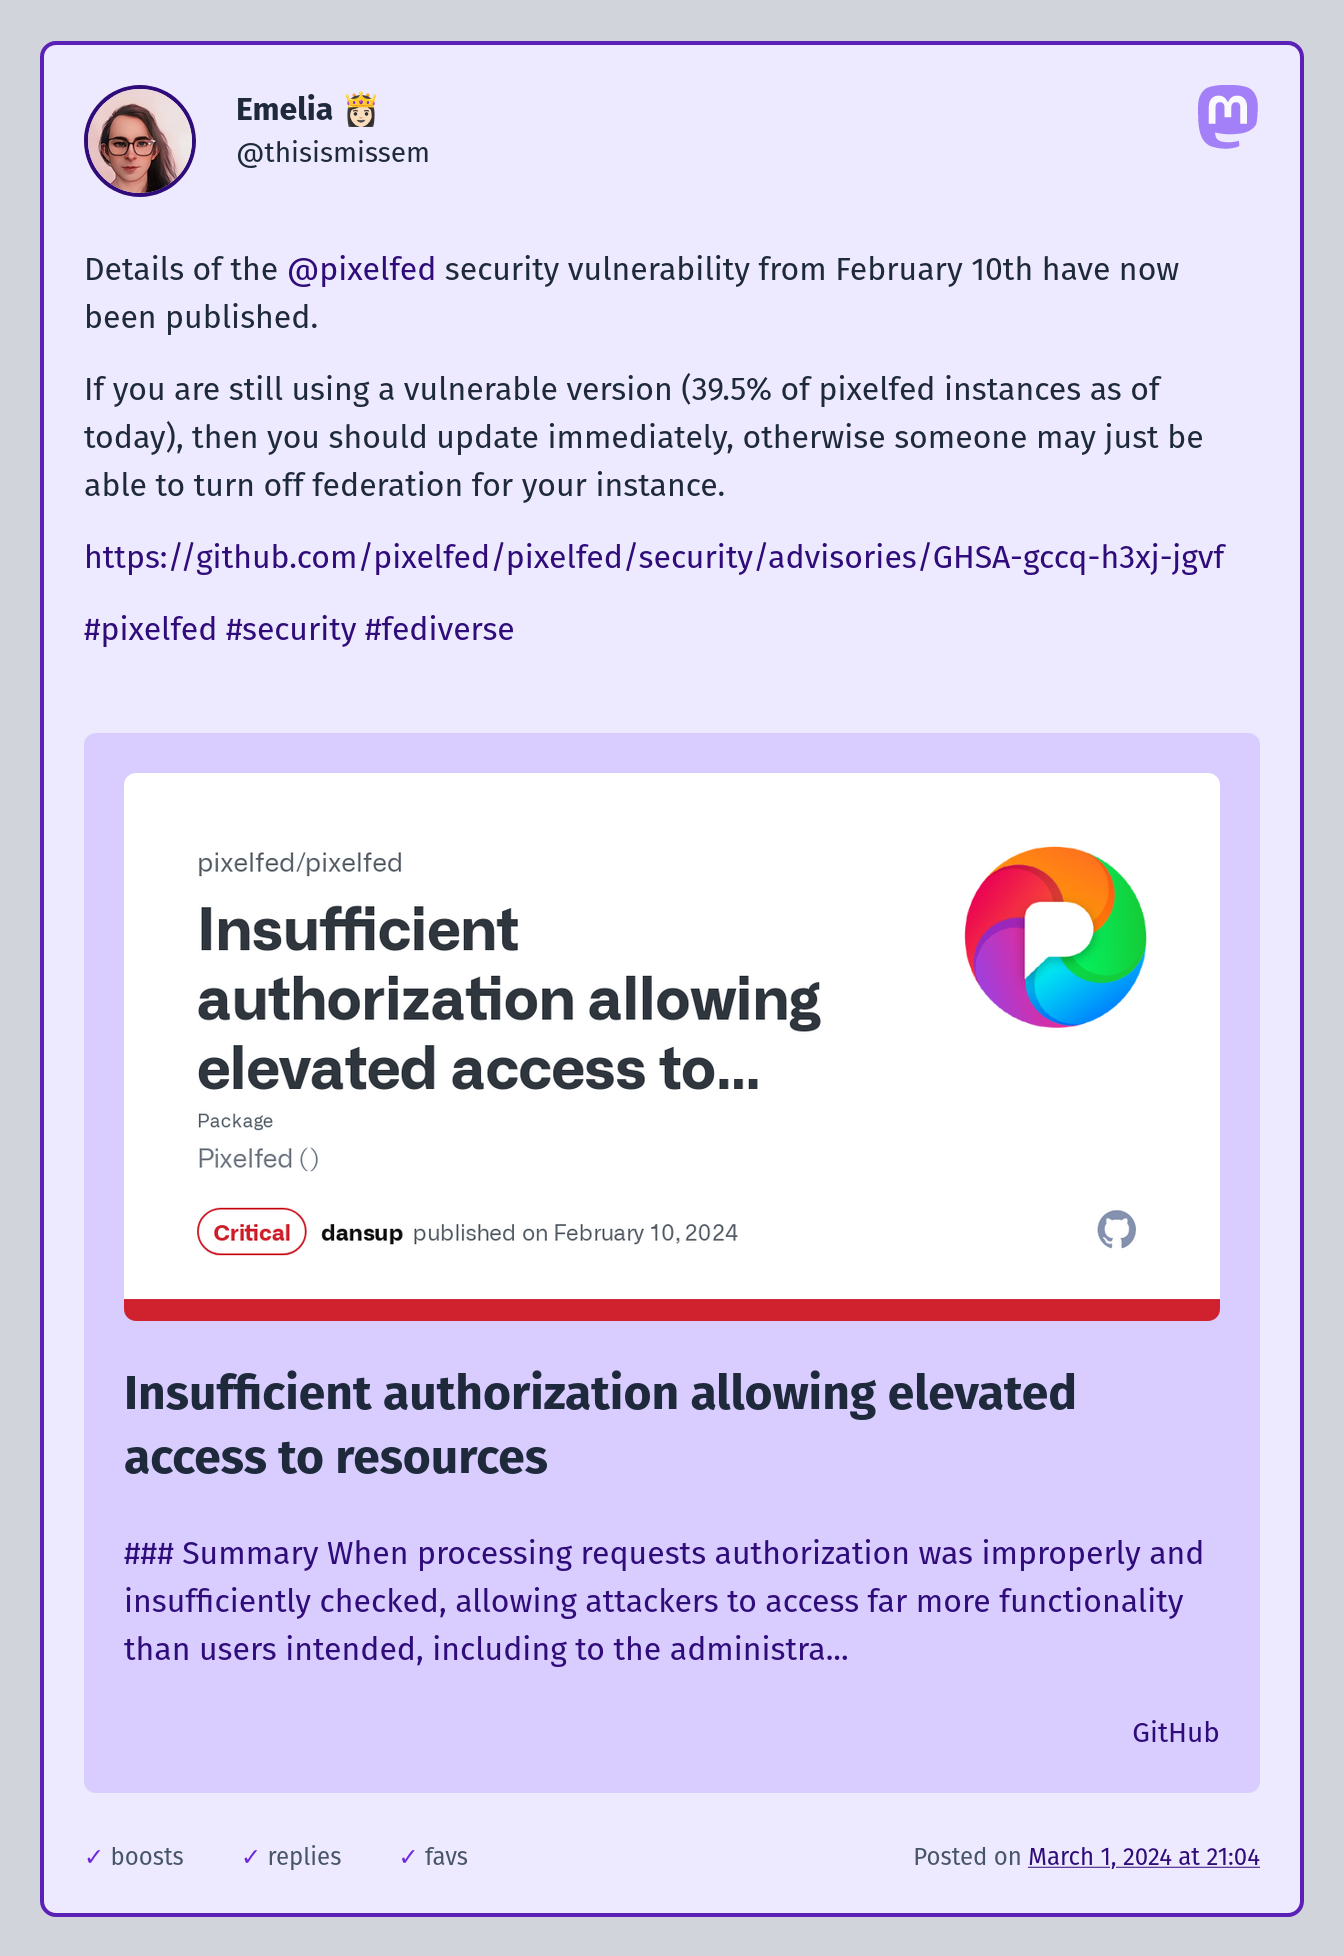 Emelia 👸🏻
@thisismissem
Details of the @pixelfed security vulnerability from February 10th have now
been published.
If you are still using a vulnerable version (39.5% of pixelfed instances as of
today), then you should update immediately, otherwise someone may just be
able to turn off federation for your instance.
https://github.com/pixelfed/pixelfed/security/advisories/GHSA-gccq-h3xj-jgvf
#pixelfed #security #fediverse
pixelfed/pixelfed
Insufficient
authorization allowing
elevated access to...
Package
Pixelfed ()
Critical dansup published on February 10, 2024
Insufficient authorization allowing elevated
access to resources
### Summary When processing requests authorization was improperly and
insufficiently checked, allowing attackers to access far more functionality
than users intended, including to the administra…
GitHub
✓ boosts ✓ replies ✓ favs Posted on March 1, 2024 at 21:04